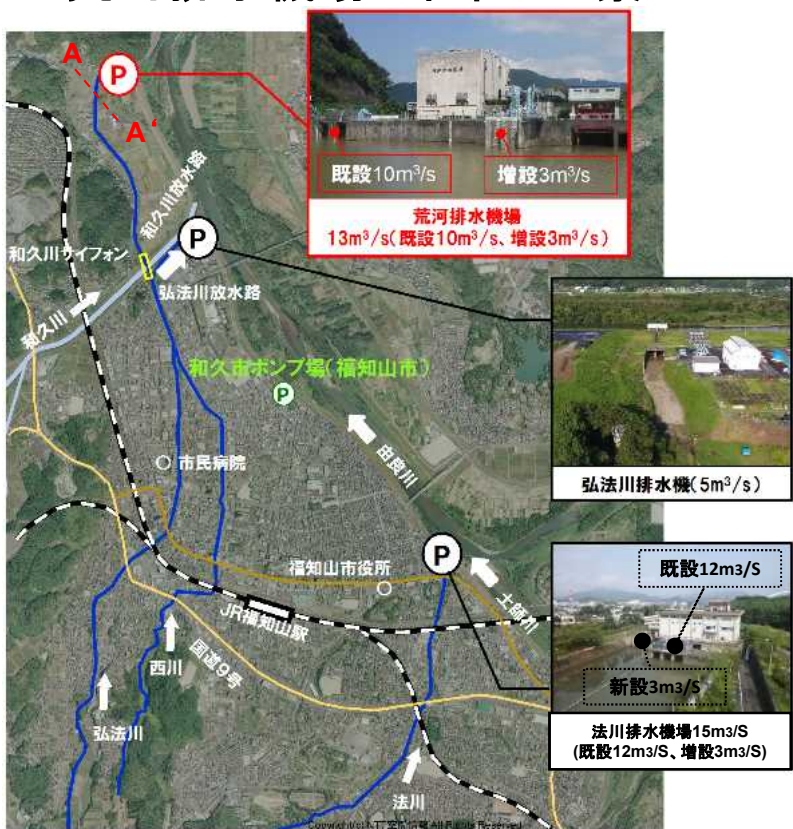 A
A'
P
既設10m³/s
増設3m³/s
荒河排水機場
13m³/s(既設10m³/s、増設3m³/s)
和久川放水路
P
和久川サイフォン
弘法川放水路
和久川
和久市ポンプ場(福知山市)
P
由良川
弘法川排水機(5m³/s)
市民病院
P
福知山市役所
土師川
JR福知山駅
国道9号
西川
弘法川
法川
既設12m3/S
新設3m3/S
法川排水機場15m3/S
(既設12m3/S、増設3m3/S)
All Rights Reserved